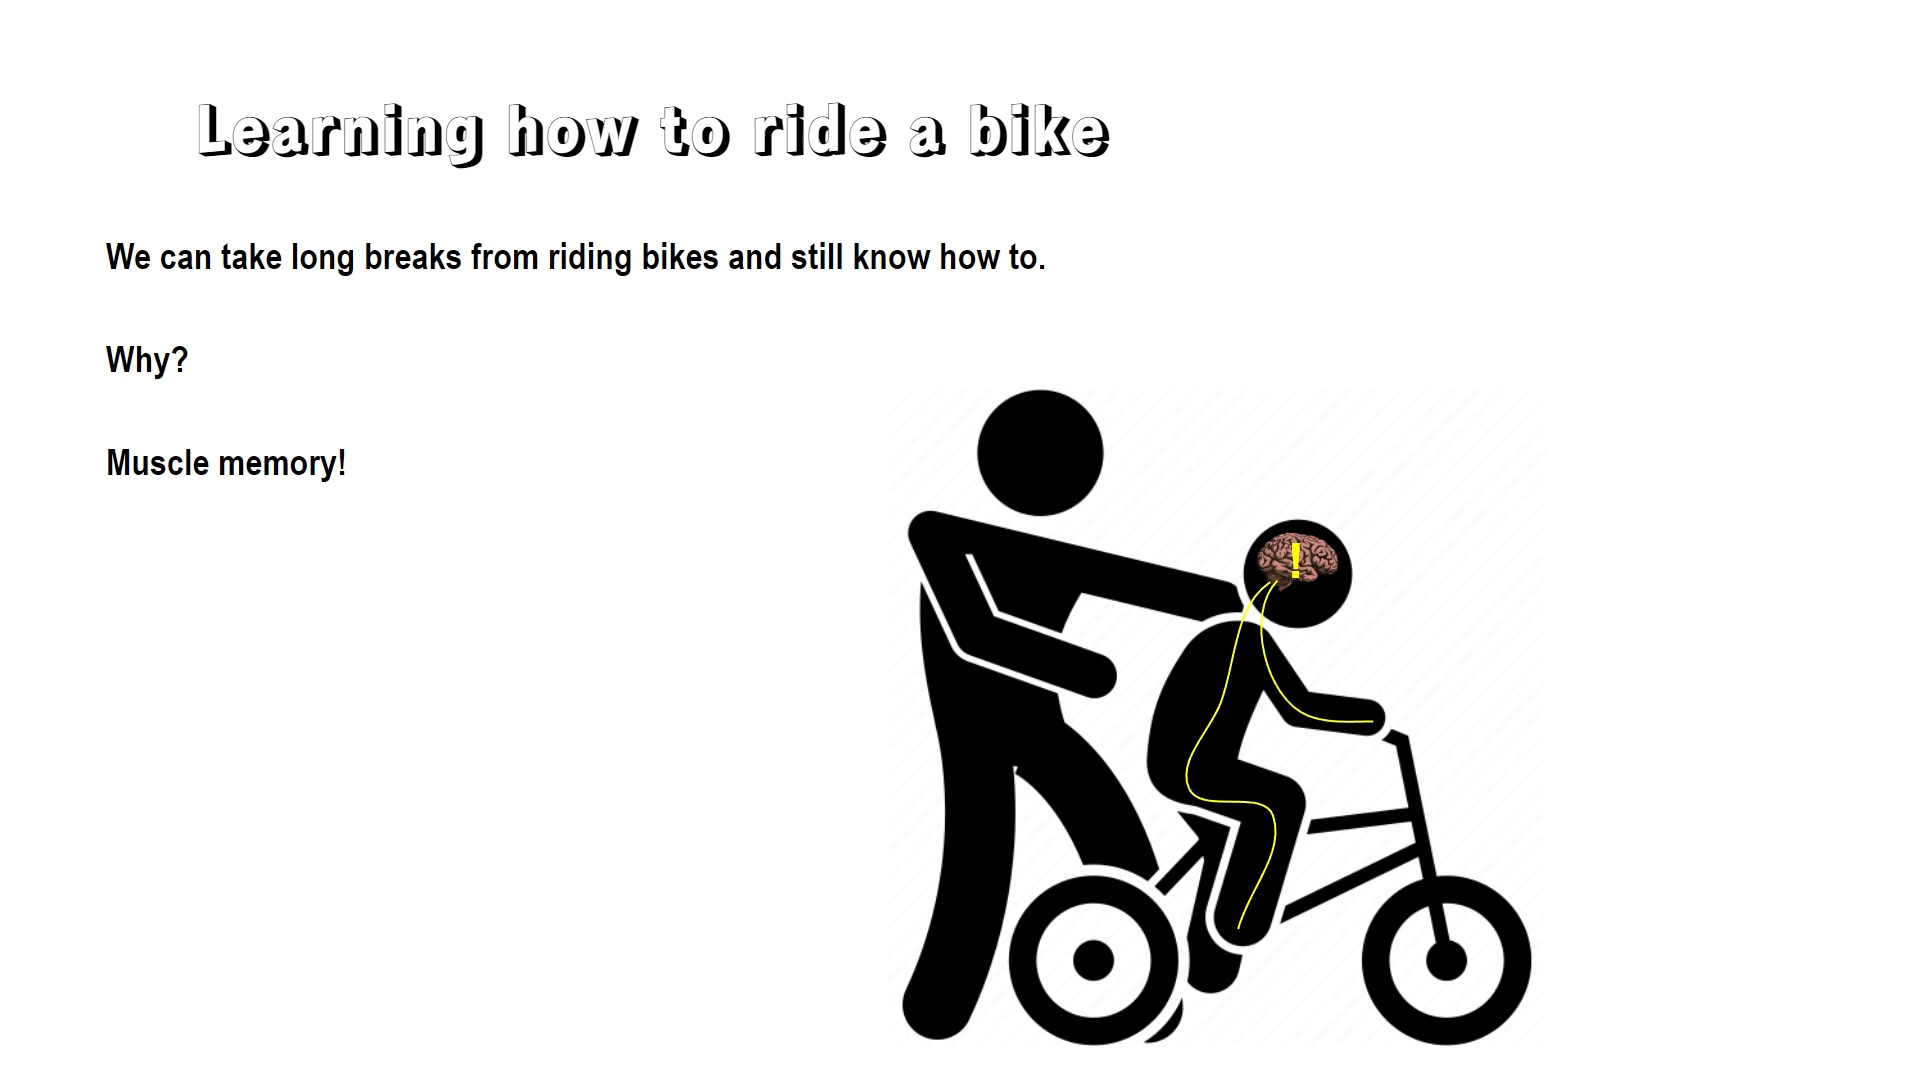 Learning how to ride a bike
We can take long breaks from riding bikes and still know how to.
Why?
Muscle memory!
!